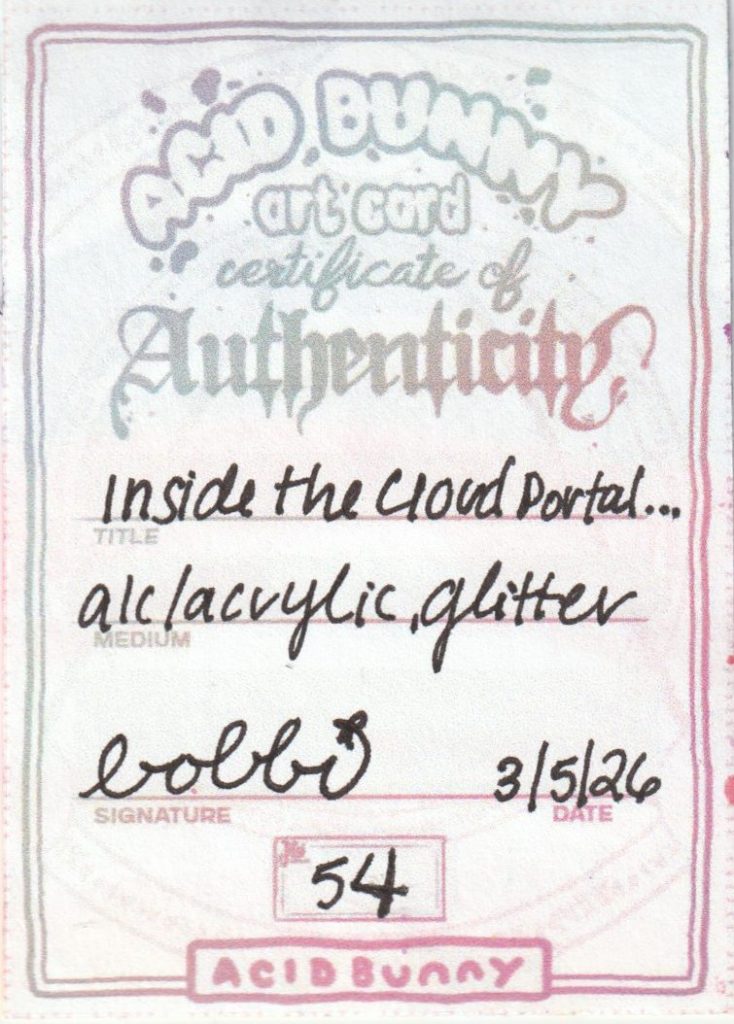 ACID BUNNY
art card
certificate of
Authenticity
Inside the Cloud Portal...
TITLE
a/c/acrylic, glitter
MEDIUM
bobbi
3/5/26
SIGNATURE
DATE
No
54
ACID BUNNY